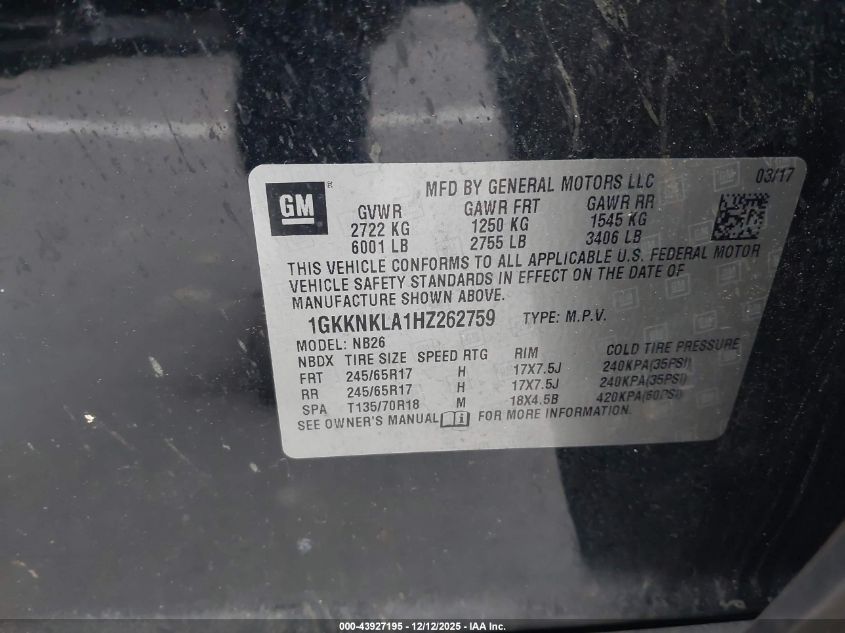 GM
MFD BY GENERAL MOTORS LLC 03/17
GVWR GAWR FRT GAWR RR
2722 KG 1250 KG 1545 KG
6001 LB 2755 LB 3406 LB
THIS VEHICLE CONFORMS TO ALL APPLICABLE U.S. FEDERAL MOTOR
VEHICLE SAFETY STANDARDS IN EFFECT ON THE DATE OF
MANUFACTURE SHOWN ABOVE.
1GKKNKLA1HZ262759 TYPE: M.P.V.
MODEL: NB26
NBDX TIRE SIZE SPEED RTG RIM COLD TIRE PRESSURE
FRT 245/65R17 H 17X7.5J 240KPA(35PSI)
RR 245/65R17 H 17X7.5J 240KPA(35PSI)
SPA T135/70R18 M 18X4.5B 420KPA(60PSI)
SEE OWNER'S MANUAL FOR MORE INFORMATION.
000-43927195 - 12/12/2025 - IAA Inc.